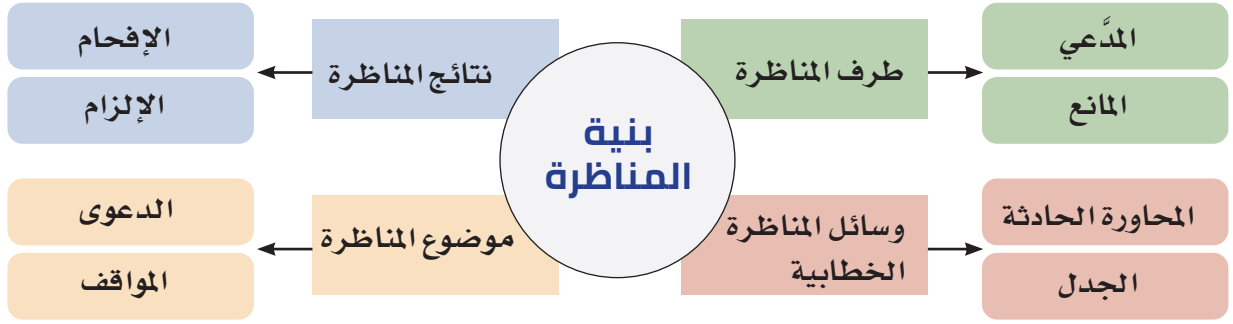 بنية
المناظرة
طرف المناظرة
المدَّعي
المانع
وسائل المناظرة
الخطابية
المحاورة الحادثة
الجدل
نتائج المناظرة
الإفحام
الإلزام
موضوع المناظرة
الدعوى
المواقف